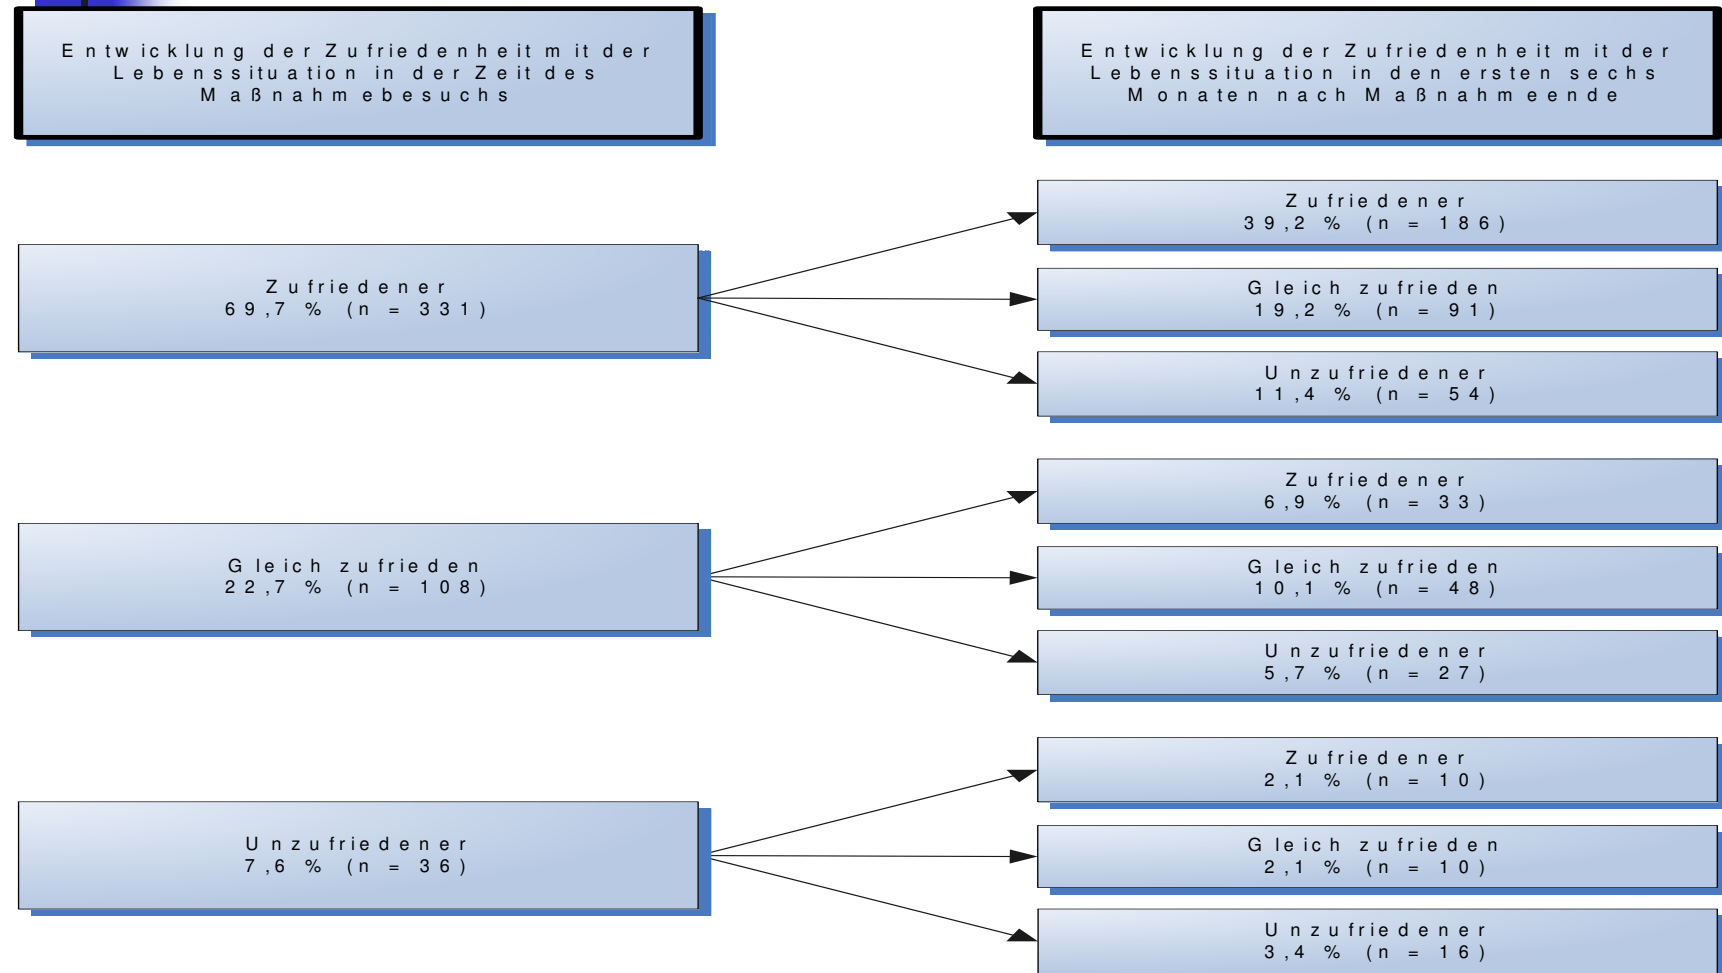 Entwicklung der Zufriedenheit mit der
Lebenssituation in der Zeit des
Maßnahmebesuchs
Entwicklung der Zufriedenheit mit der
Lebenssituation in den ersten sechs
Monaten nach Maßnahmeende
Zufriedener
69,7 % (n = 331)
Zufriedener
39,2 % (n = 186)
Gleich zufrieden
19,2 % (n = 91)
Unzufriedener
11,4 % (n = 54)
Gleich zufrieden
22,7 % (n = 108)
Zufriedener
6,9 % (n = 33)
Gleich zufrieden
10,1 % (n = 48)
Unzufriedener
5,7 % (n = 27)
Unzufriedener
7,6 % (n = 36)
Zufriedener
2,1 % (n = 10)
Gleich zufrieden
2,1 % (n = 10)
Unzufriedener
3,4 % (n = 16)